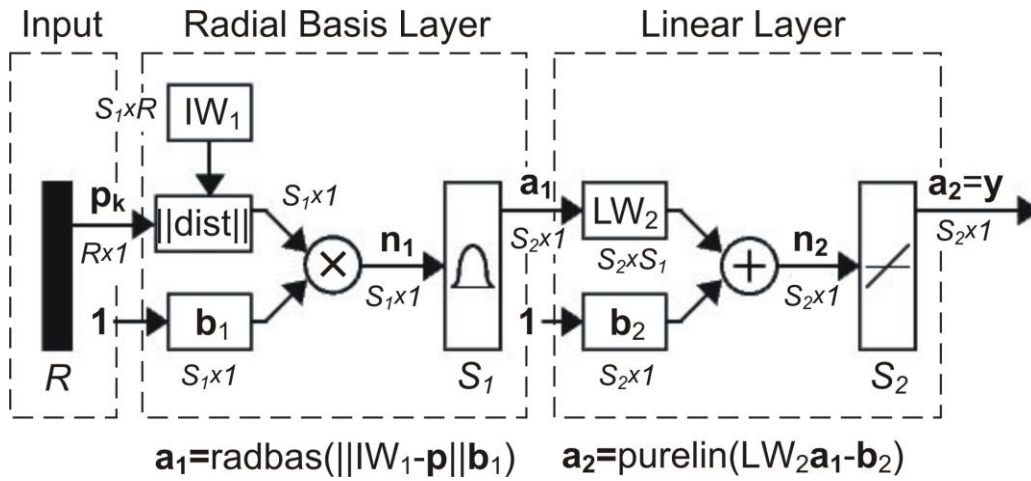 Input
Radial Basis Layer
Linear Layer
S₁xR
IW₁
pₖ
Rx1
||dist||
S₁x1
1
b₁
S₁x1
R
n₁
S₁x1
S₁
a₁
S₂x1
LW₂
S₂xS₁
1
b₂
S₂x1
n₂
S₂x1
S₂
a₂=y
S₂x1
a₁=radbas(||IW₁-p||b₁)
a₂=purelin(LW₂a₁-b₂)